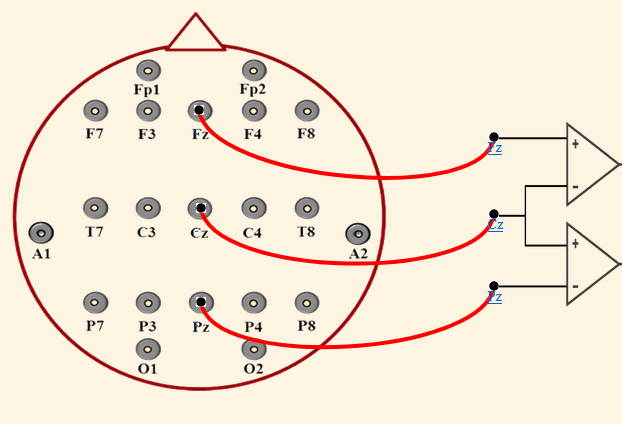 Fp1 Fp2
F7 F3 Fz F4 F8
Fz
+
-
T7 C3 Cz C4 T8
Cz
+
-
A1 A2
Pz
P7 P3 Pz P4 P8
O1 O2